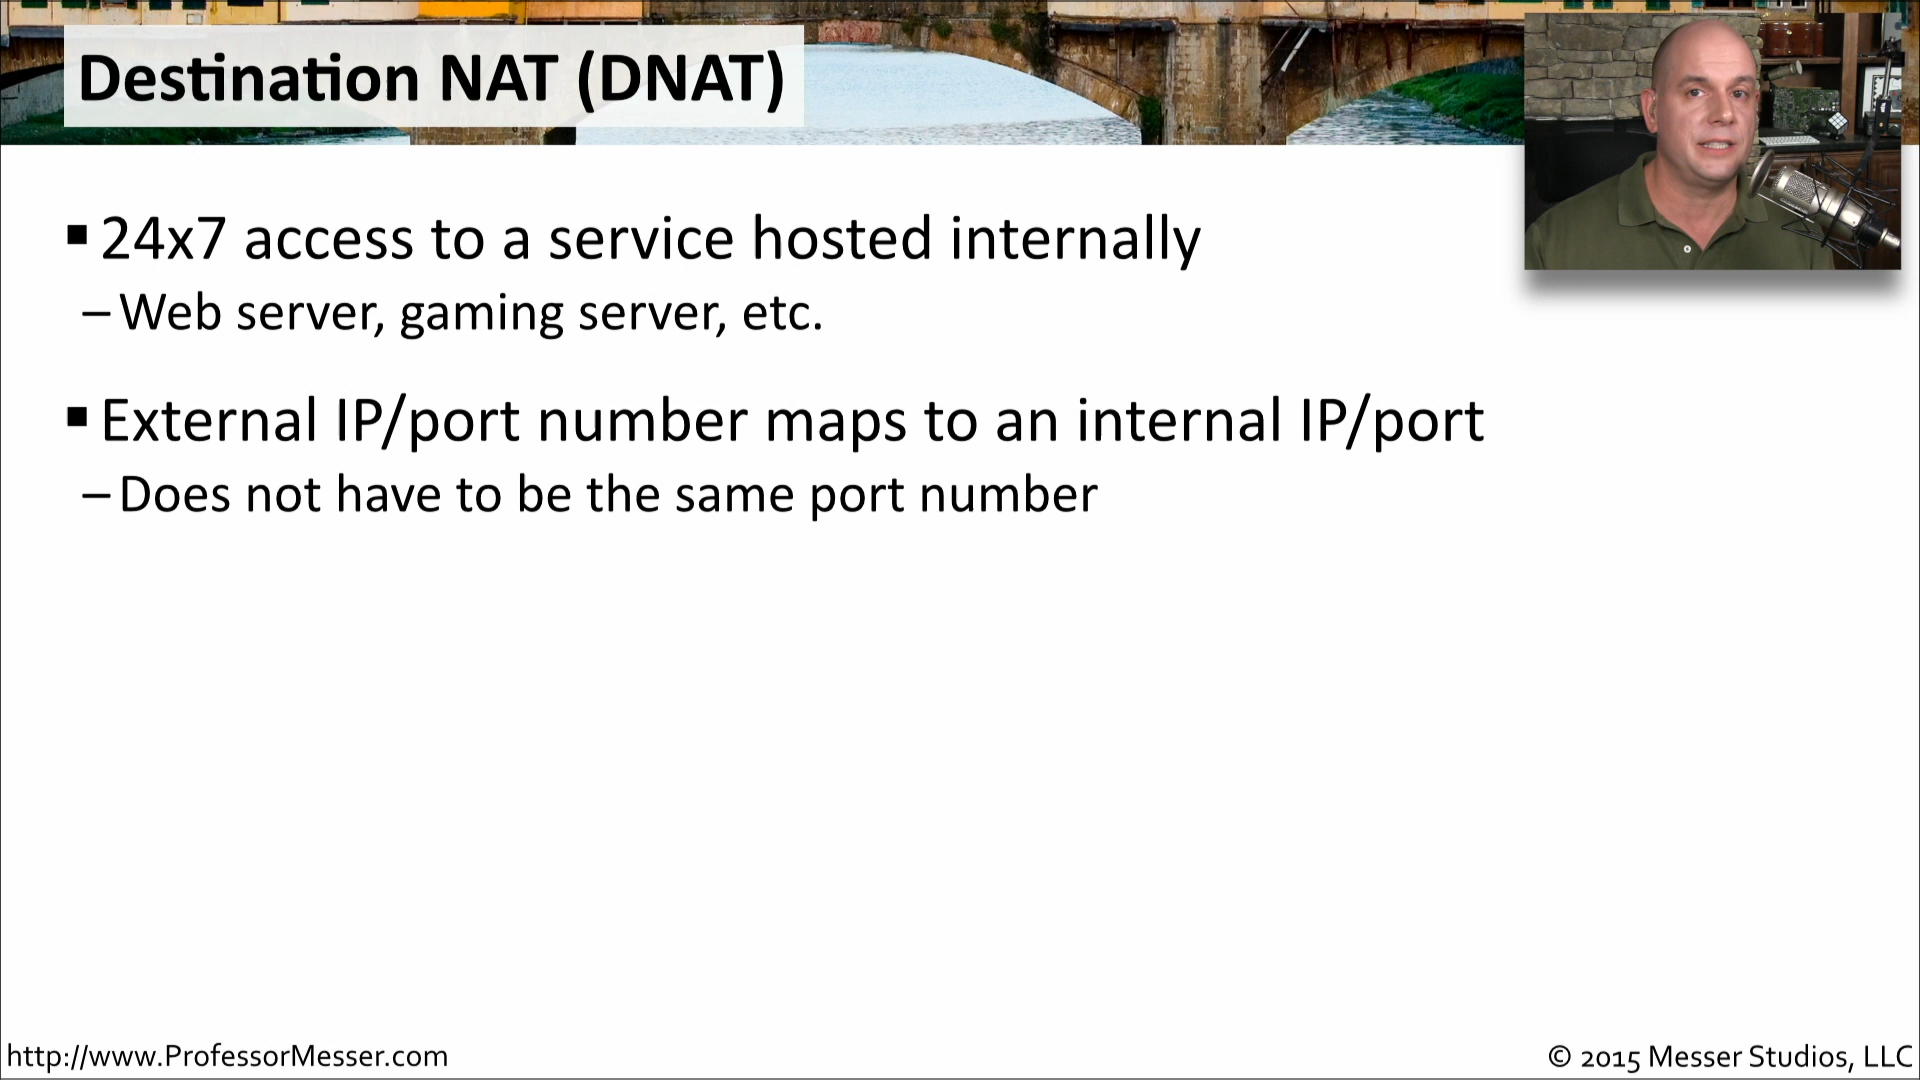 Destination NAT (DNAT)
▪ 24x7 access to a service hosted internally
– Web server, gaming server, etc.
▪ External IP/port number maps to an internal IP/port
– Does not have to be the same port number
http://www.ProfessorMesser.com
© 2015 Messer Studios, LLC